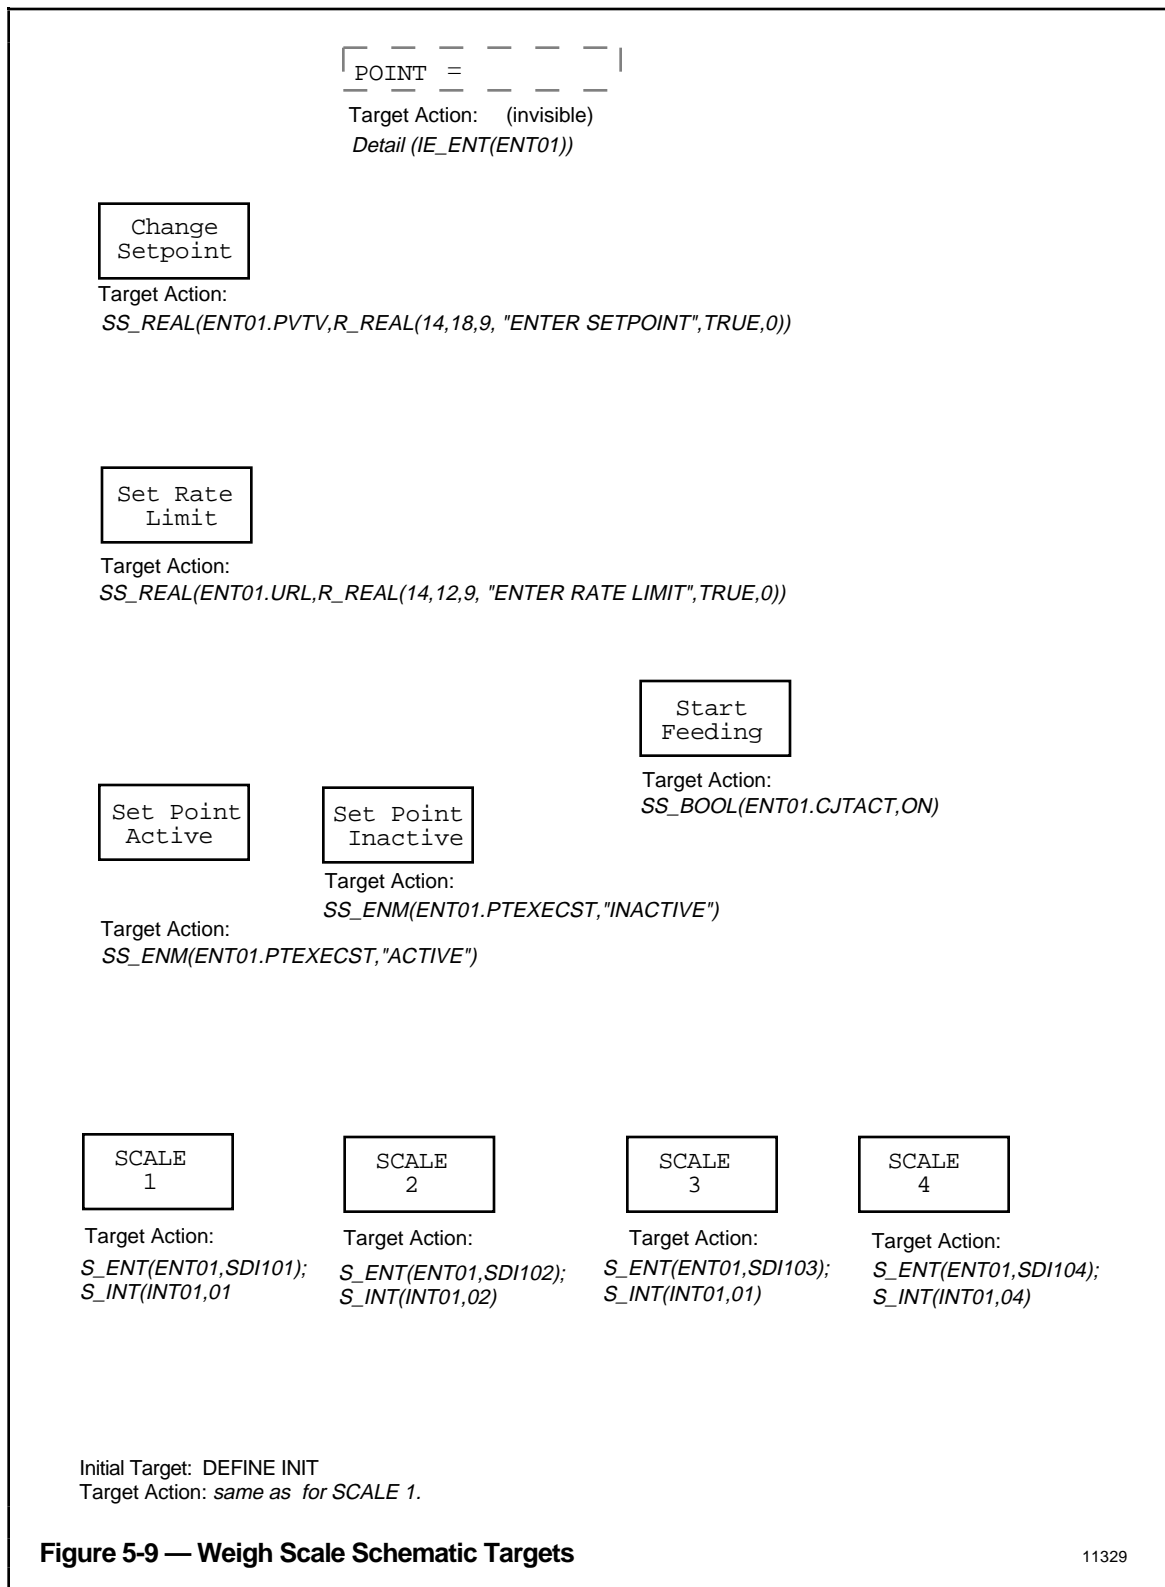 POINT =
Target Action: (invisible)
Detail (IE_ENT(ENT01))
Change
Setpoint
Target Action:
SS_REAL(ENT01.PVTV,R_REAL(14,18,9, "ENTER SETPOINT",TRUE,0))
Set Rate
Limit
Target Action:
SS_REAL(ENT01.URL,R_REAL(14,12,9, "ENTER RATE LIMIT",TRUE,0))
Start
Feeding
Target Action:
SS_BOOL(ENT01.CJTACT,ON)
Set Point
Active
Target Action:
SS_ENM(ENT01.PTEXECST,"ACTIVE")
Set Point
Inactive
Target Action:
SS_ENM(ENT01.PTEXECST,"INACTIVE")
SCALE
1
Target Action:
S_ENT(ENT01,SDI101);
S_INT(INT01,01
SCALE
2
Target Action:
S_ENT(ENT01,SDI102);
S_INT(INT01,02)
SCALE
3
Target Action:
S_ENT(ENT01,SDI103);
S_INT(INT01,01)
SCALE
4
Target Action:
S_ENT(ENT01,SDI104);
S_INT(INT01,04)
Initial Target: DEFINE INIT
Target Action: same as for SCALE 1.
Figure 5-9 — Weigh Scale Schematic Targets
11329